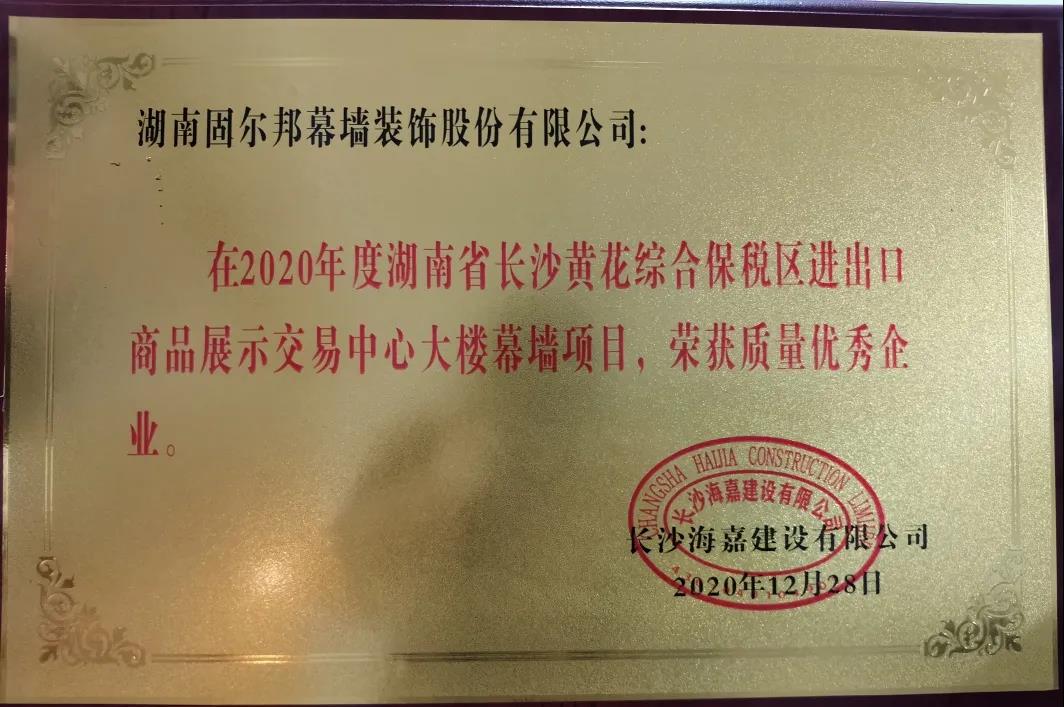 湖南固尔邦幕墙装饰股份有限公司:
在2020年度湖南省长沙黄花综合保税区进出口
商品展示交易中心大楼幕墙项目，荣获质量优秀企
业。
CHANGSHA HAIJIA CONSTRUCTION LIMITED
长沙海嘉建设有限公司
长沙海嘉建设有限公司
2020年12月28日